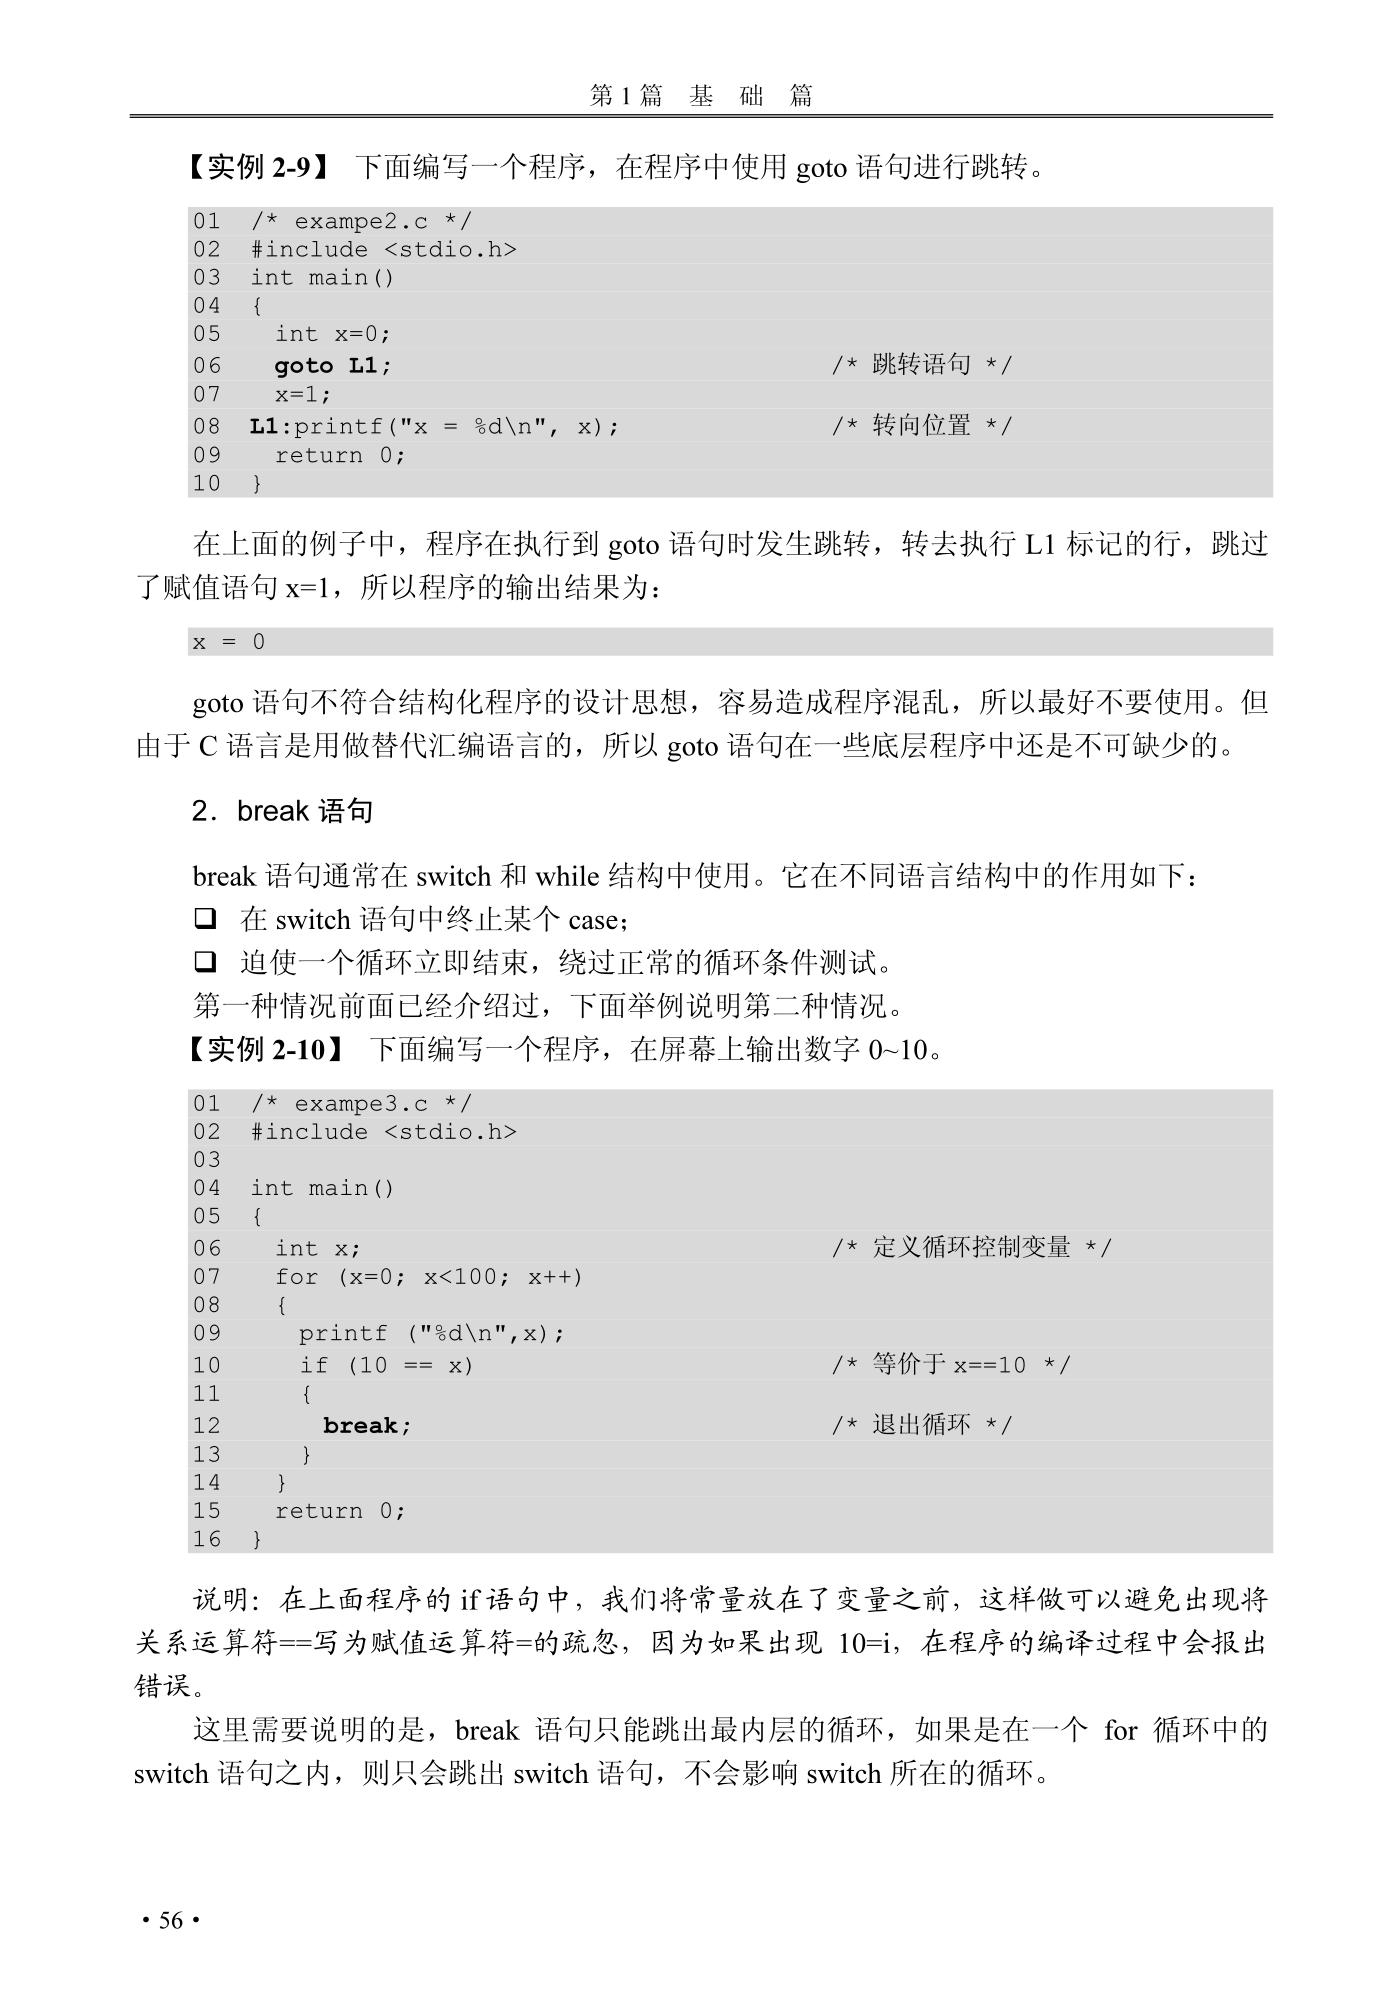 第 1 篇　基　础　篇
【实例 2-9】 下面编写一个程序，在程序中使用 goto 语句进行跳转。
01  /* exampe2.c */
02  #include <stdio.h>
03  int main()
04  {
05    int x=0;
06    goto L1;                              /* 跳转语句 */
07    x=1;
08  L1:printf("x = %d\n", x);               /* 转向位置 */
09    return 0;
10  }
在上面的例子中，程序在执行到 goto 语句时发生跳转，转去执行 L1 标记的行，跳过
了赋值语句 x=1，所以程序的输出结果为：
x = 0
goto 语句不符合结构化程序的设计思想，容易造成程序混乱，所以最好不要使用。但
由于 C 语言是用做替代汇编语言的，所以 goto 语句在一些底层程序中还是不可缺少的。
2．break 语句
break 语句通常在 switch 和 while 结构中使用。它在不同语言结构中的作用如下：
❑ 在 switch 语句中终止某个 case；
❑ 迫使一个循环立即结束，绕过正常的循环条件测试。
第一种情况前面已经介绍过，下面举例说明第二种情况。
【实例 2-10】 下面编写一个程序，在屏幕上输出数字 0~10。
01  /* exampe3.c */
02  #include <stdio.h>
03
04  int main()
05  {
06    int x;                                /* 定义循环控制变量 */
07    for (x=0; x<100; x++)
08    {
09      printf ("%d\n",x);
10      if (10 == x)                        /* 等价于 x==10 */
11      {
12        break;                            /* 退出循环 */
13      }
14    }
15    return 0;
16  }
说明：在上面程序的 if 语句中，我们将常量放在了变量之前，这样做可以避免出现将
关系运算符==写为赋值运算符=的疏忽，因为如果出现 10=i，在程序的编译过程中会报出
错误。
这里需要说明的是，break 语句只能跳出最内层的循环，如果是在一个 for 循环中的
switch 语句之内，则只会跳出 switch 语句，不会影响 switch 所在的循环。
· 56 ·